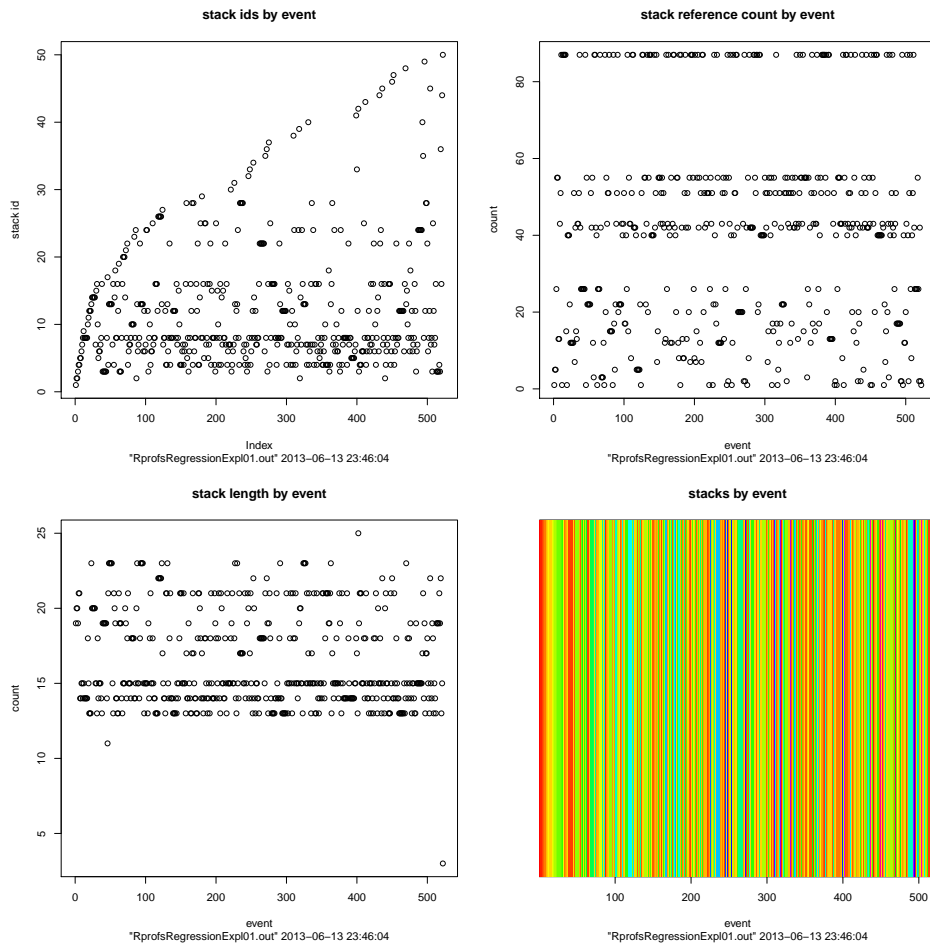 stack ids by event
stack id
50
40
30
20
10
0
0 100 200 300 400 500
Index
"RprofsRegressionExpl01.out" 2013–06–13 23:46:04
stack reference count by event
count
80
60
40
20
0
0 100 200 300 400 500
event
"RprofsRegressionExpl01.out" 2013–06–13 23:46:04
stack length by event
count
25
20
15
10
5
0 100 200 300 400 500
event
"RprofsRegressionExpl01.out" 2013–06–13 23:46:04
stacks by event
100 200 300 400 500
event
"RprofsRegressionExpl01.out" 2013–06–13 23:46:04